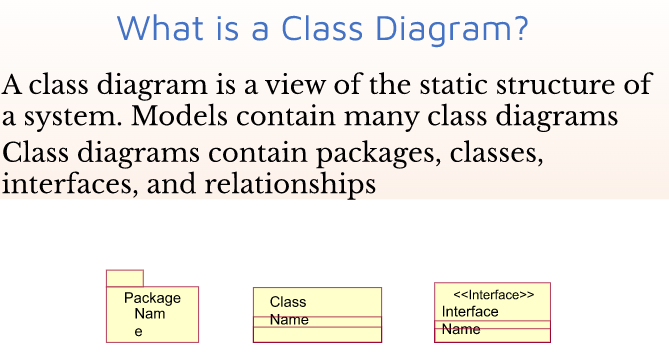 What is a Class Diagram?
A class diagram is a view of the static structure of
a system. Models contain many class diagrams
Class diagrams contain packages, classes,
interfaces, and relationships
Package
Nam
e
Class
Name
<<Interface>>
Interface
Name